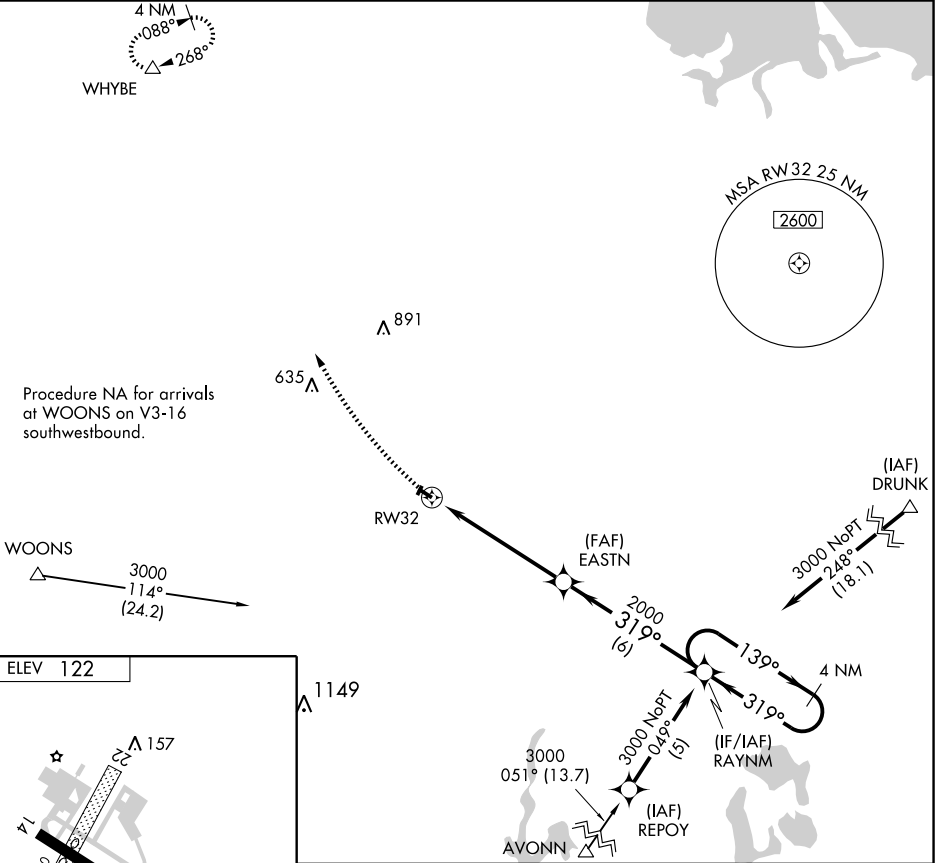 4 NM
088°
268°
WHYBE
MSA RW32 25 NM
2600
891
635
Procedure NA for arrivals
at WOONS on V3-16
southwestbound.
(IAF)
DRUNK
RW32
3000 NoPT
248°
(18.1)
(FAF)
EASTN
WOONS
3000
114°
(24.2)
2000
319°
(6)
139°
4 NM
319°
ELEV 122
1149
3000 NoPT
049°
(5)
(IF/IAF)
RAYNM
157
22
3000
051° (13.7)
(IAF)
REPOY
14
AVONN